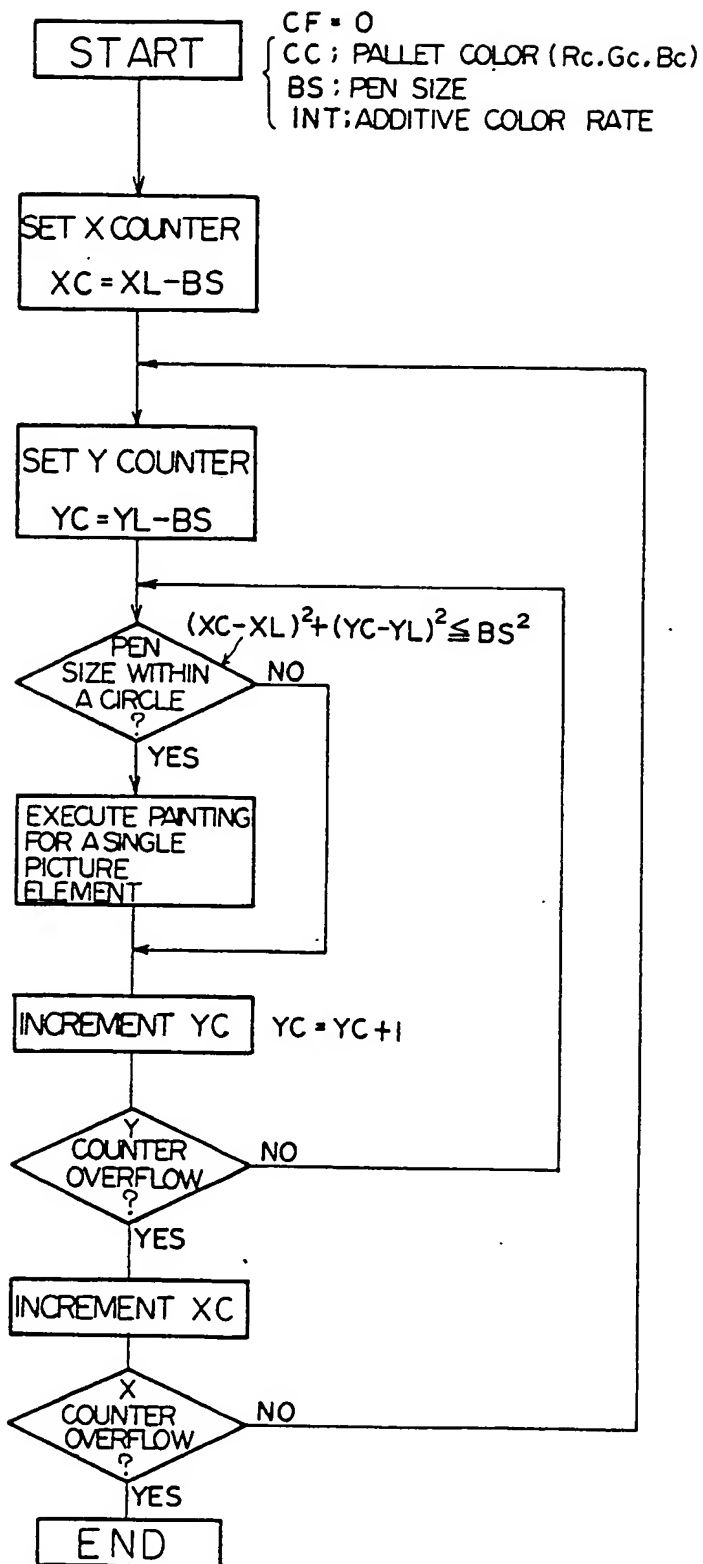 START
CF = 0
CC ; PALLET COLOR (Rc.Gc.Bc)
BS ; PEN SIZE
INT; ADDITIVE COLOR RATE
SET X COUNTER
XC = XL-BS
SET Y COUNTER
YC = YL-BS
(XC-XL)²+(YC-YL)² ≦ BS²
PEN
SIZE WITHIN
A CIRCLE
?
NO
YES
EXECUTE PAINTING
FOR A SINGLE
PICTURE
ELEMENT
INCREMENT YC
YC = YC+1
Y
COUNTER
OVERFLOW
?
NO
YES
INCREMENT XC
X
COUNTER
OVERFLOW
?
NO
YES
END